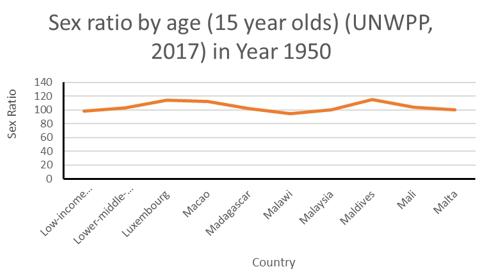 Sex ratio by age (15 year olds) (UNWPP,
2017) in Year 1950
Sex Ratio
140
120
100
80
60
40
20
0
Low-income...
Lower-middle-...
Luxembourg
Macao
Madagascar
Malawi
Malaysia
Maldives
Mali
Malta
Country